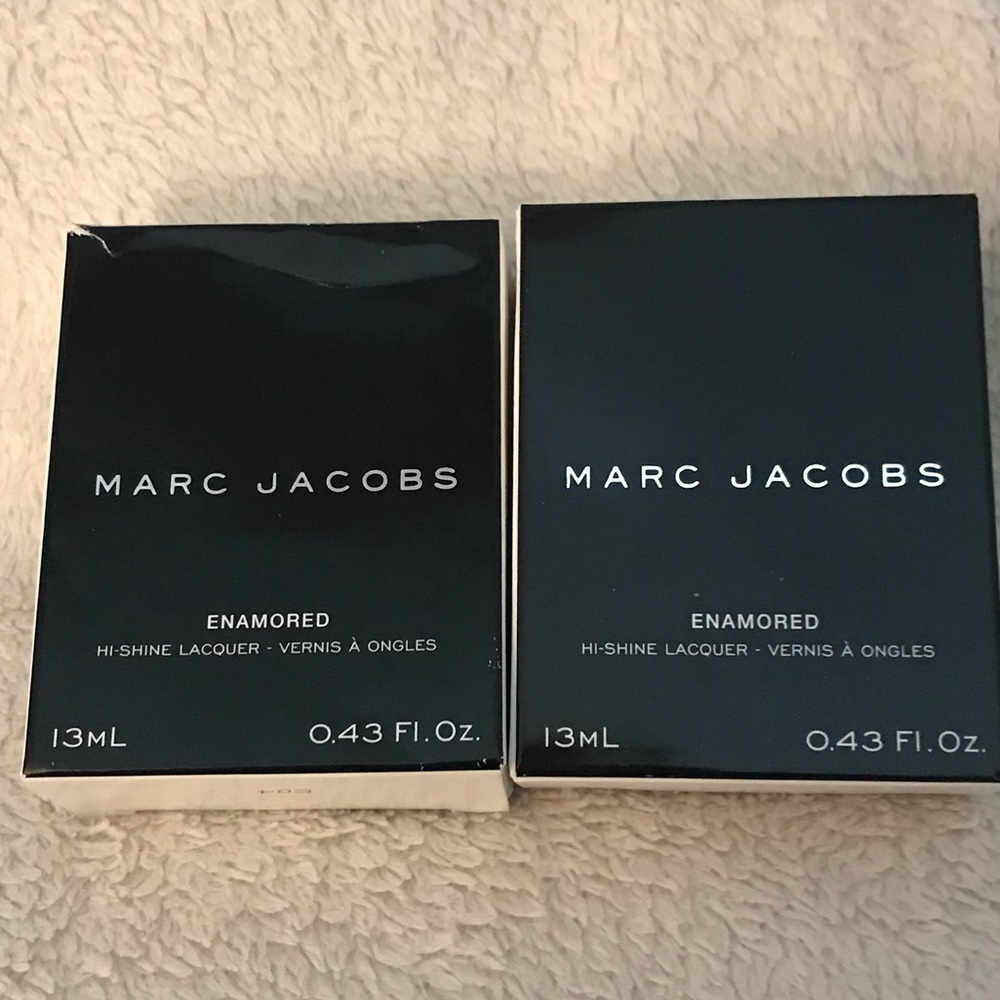 MARC JACOBS
ENAMORED
HI-SHINE LACQUER - VERNIS À ONGLES
13ML 0.43 Fl.Oz.
MARC JACOBS
ENAMORED
HI-SHINE LACQUER - VERNIS À ONGLES
13ML 0.43 Fl.Oz.